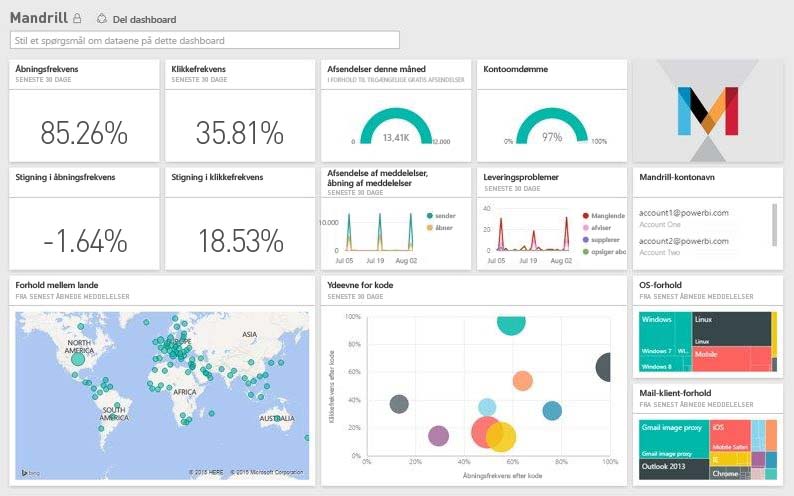 Mandrill
Del dashboard
Stil et spørgsmål om dataene på dette dashboard
Åbningsfrekvens
SENESTE 30 DAGE
85.26%
Klikkefrekvens
SENESTE 30 DAGE
35.81%
Afsendelser denne måned
I FORHOLD TIL TILGÆNGELIGE GRATIS AFSENDELSER
13,41K
0
12.000
Kontoomdømme
97%
0%
100%
Stigning i åbningsfrekvens
-1.64%
Stigning i klikkefrekvens
18.53%
Afsendelse af meddelelser,
åbning af meddelelser
SENESTE 30 DAGE
10.000
0
Jul 05 Jul 19 Aug 02
sender
åbner
Leveringsproblemer
SENESTE 30 DAGE
40
20
0
Jul 05 Jul 19 Aug 02
Manglende
afviser
supplerer
opsiger abo
Mandrill-kontonavn
account1@powerbi.com
Account One
account2@powerbi.com
Account Two
Forhold mellem lande
FRA SENEST ÅBNEDE MEDDELELSER
NORTH
AMERICA
EUROPE
ASIA
AFRICA
SOUTH
AMERICA
AUSTRALIA
bing
© 2015 HERE © 2015 Microsoft Corporation
Ydeevne for kode
SENESTE 30 DAGE
Klikkefrekvens efter kode
100%
80%
60%
40%
20%
0%
0% 20% 40% 60% 80% 100%
Åbningsfrekvens efter kode
OS-forhold
FRA SENEST ÅBNEDE MEDDELELSER
Windows
Windows 7
Wi...
Windows 8
Linux
Linux
Mobile
Mail-klient-forhold
FRA SENEST ÅBNEDE MEDDELELSER
Gmail image proxy
Gmail image proxy
Outlook 2013
iOS
Mobile Safari
IE
Chrome